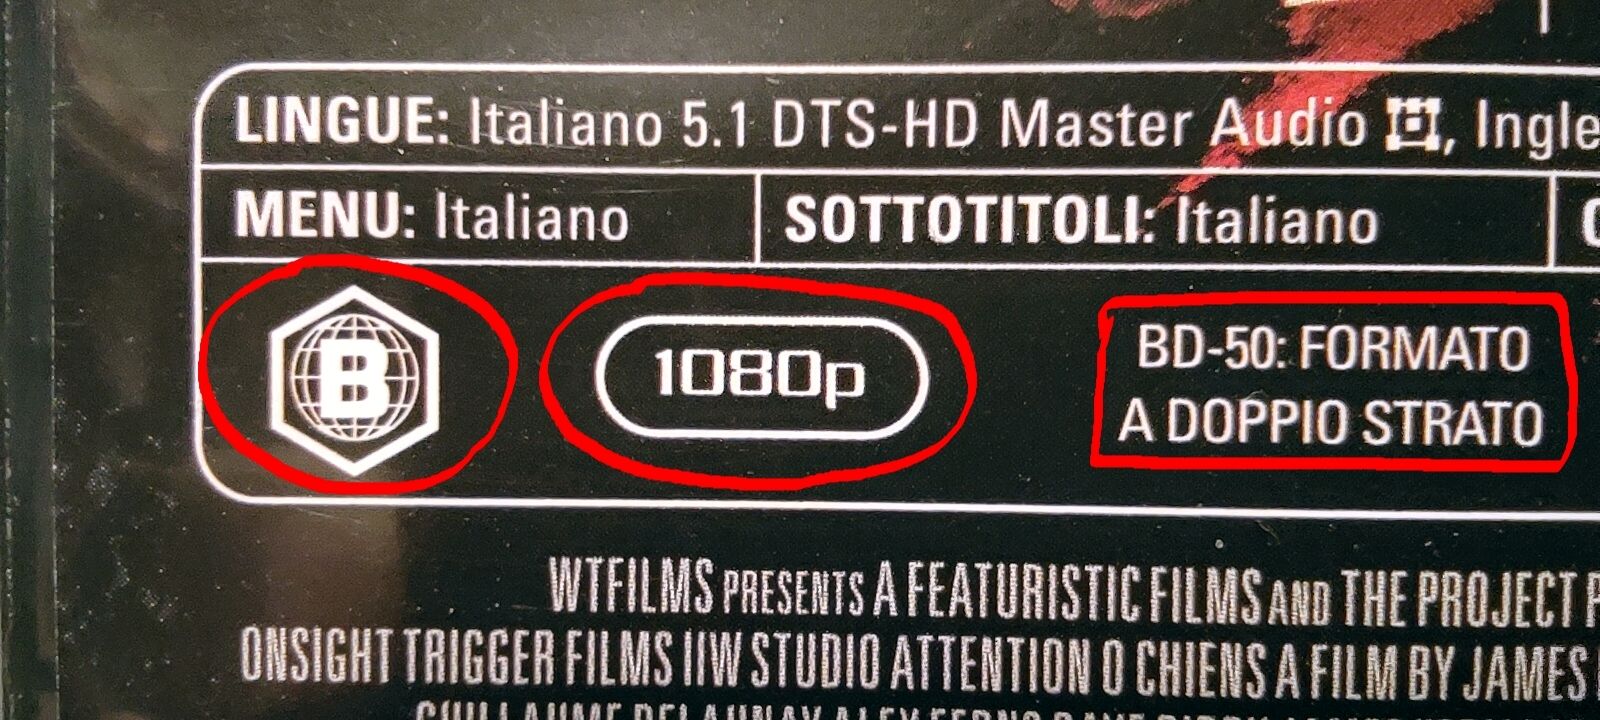 LINGUE: Italiano 5.1 DTS-HD Master Audio, Ingle
MENU: Italiano
SOTTOTITOLI: Italiano
B
1080p
BD-50: FORMATO
A DOPPIO STRATO
WTFILMS PRESENTS A FEATURISTIC FILMS AND THE PROJECT P
ONSIGHT TRIGGER FILMS IIW STUDIO ATTENTION O CHIENS A FILM BY JAMES